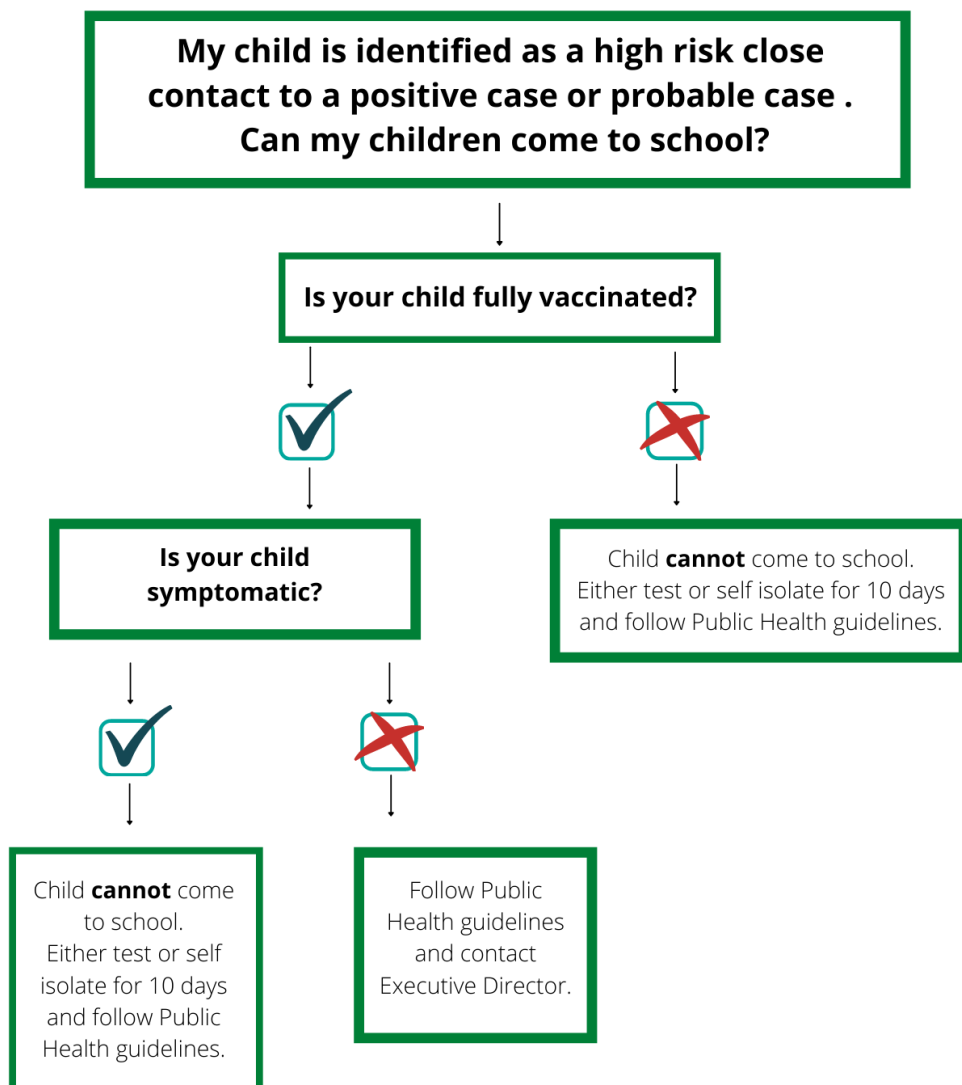 My child is identified as a high risk close
contact to a positive case or probable case .
Can my children come to school?
Is your child fully vaccinated?
Is your child
symptomatic?
Child cannot come to school.
Either test or self isolate for 10 days
and follow Public Health guidelines.
Child cannot come
to school.
Either test or self
isolate for 10 days
and follow Public
Health guidelines.
Follow Public
Health guidelines
and contact
Executive Director.